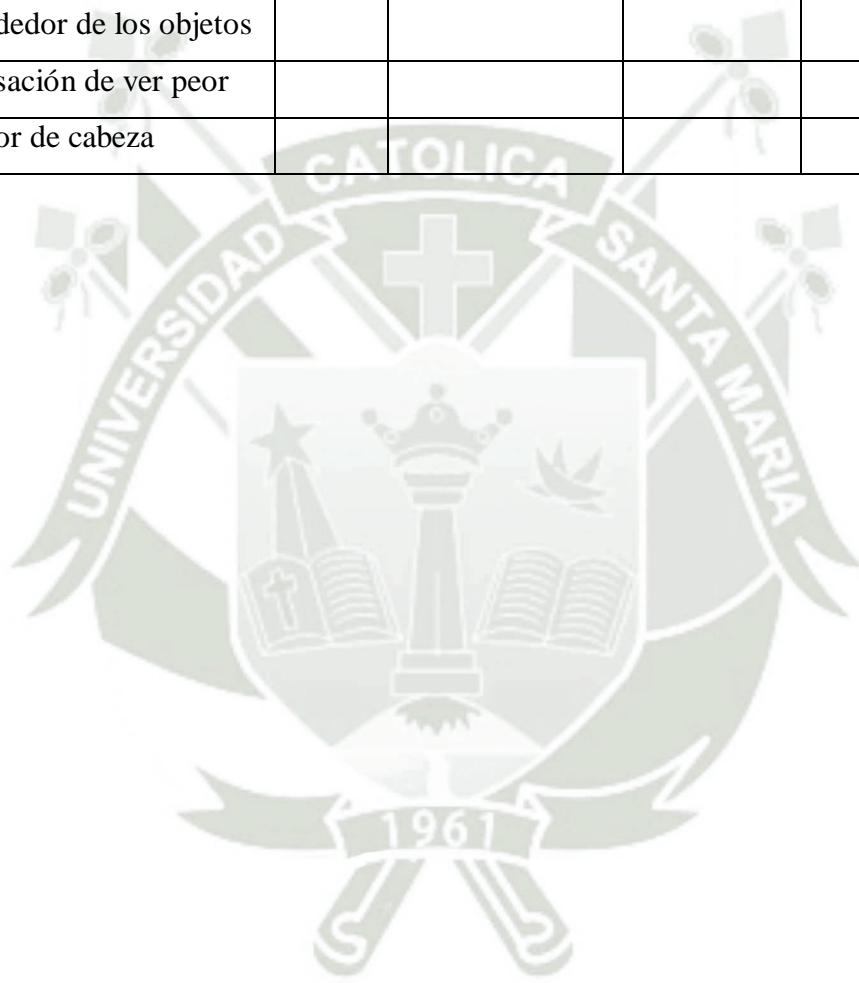 dedor de los objetos
sación de ver peor
or de cabeza
UNIVERSIDAD CATOLICA SANTA MARIA
1961